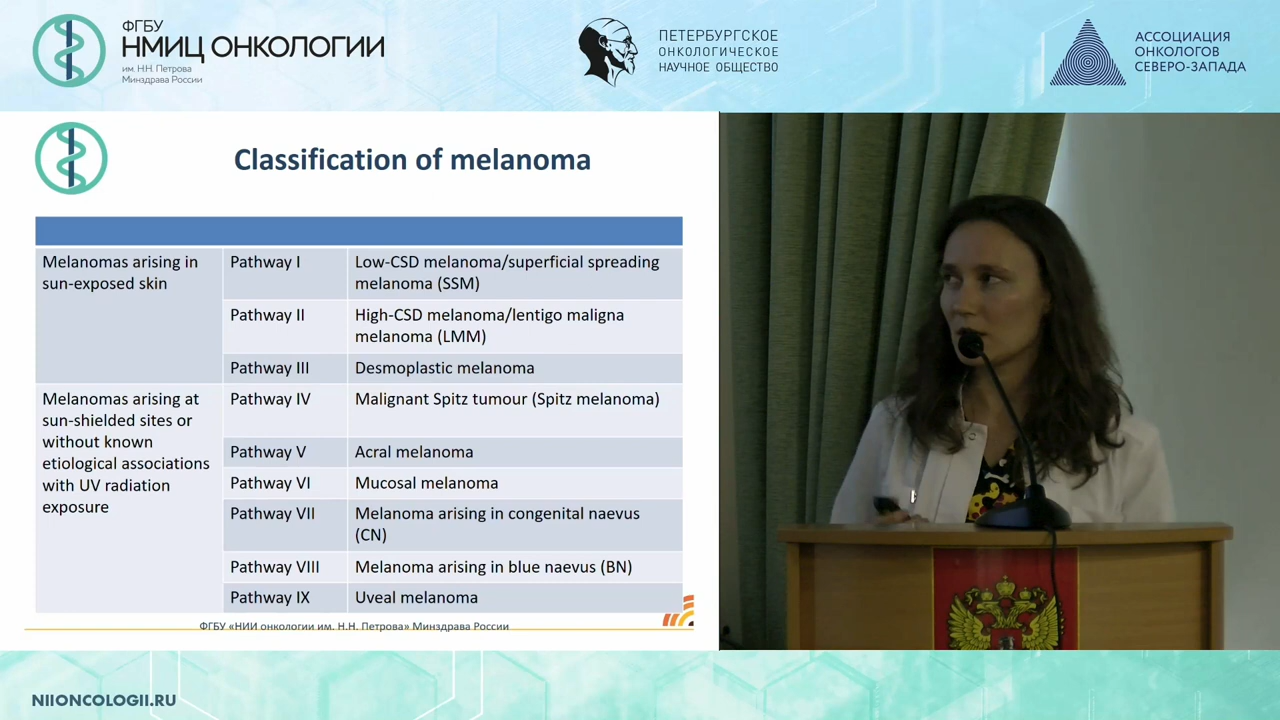 ФГБУ
НМИЦ ОНКОЛОГИИ
им. Н.Н. Петрова
Минздрава России
ПЕТЕРБУРГСКОЕ
ОНКОЛОГИЧЕСКОЕ
НАУЧНОЕ ОБЩЕСТВО
АССОЦИАЦИЯ
ОНКОЛОГОВ
СЕВЕРО-ЗАПАДА
Classification of melanoma
Melanomas arising in
sun-exposed skin
Pathway I
Low-CSD melanoma/superficial spreading
melanoma (SSM)
Pathway II
High-CSD melanoma/lentigo maligna
melanoma (LMM)
Pathway III
Desmoplastic melanoma
Melanomas arising at
sun-shielded sites or
without known
etiological associations
with UV radiation
exposure
Pathway IV
Malignant Spitz tumour (Spitz melanoma)
Pathway V
Acral melanoma
Pathway VI
Mucosal melanoma
Pathway VII
Melanoma arising in congenital naevus
(CN)
Pathway VIII
Melanoma arising in blue naevus (BN)
Pathway IX
Uveal melanoma
ФГБУ «НИИ онкологии им. Н.Н. Петрова» Минздрава России
NIIONCOLOGII.RU